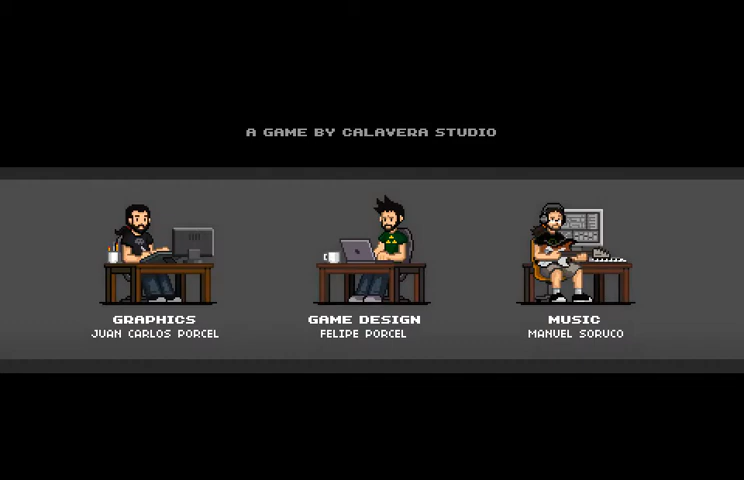 A GAME BY CALAVERA STUDIO
GRAPHICS
JUAN CARLOS PORCEL
GAME DESIGN
FELIPE PORCEL
MUSIC
MANUEL SORUCO